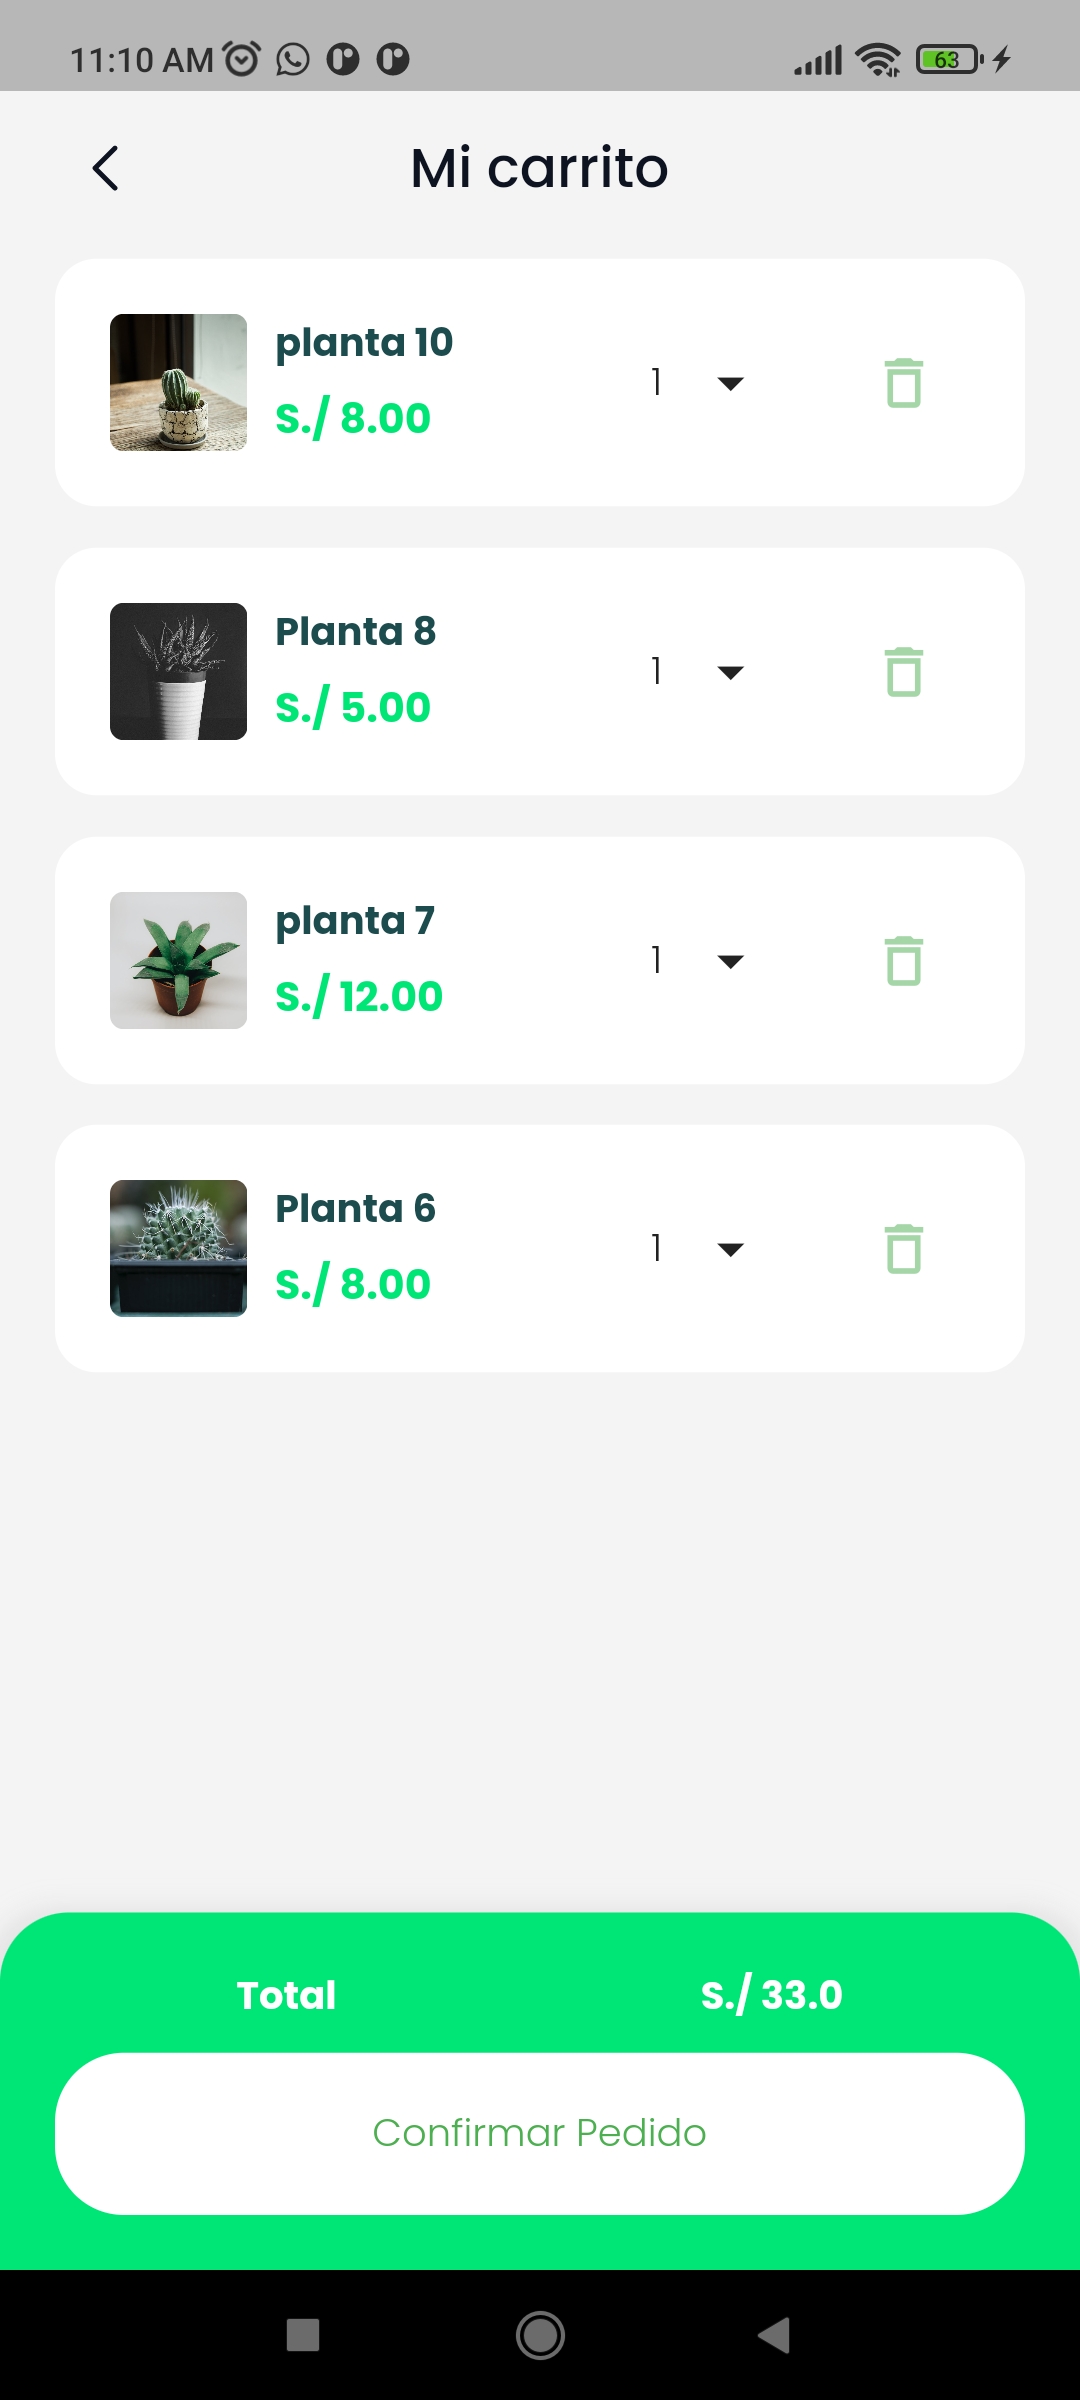 11:10 AM
63
Mi carrito
planta 10
S./ 8.00
1
Planta 8
S./ 5.00
1
planta 7
S./ 12.00
1
Planta 6
S./ 8.00
1
Total
S./ 33.0
Confirmar Pedido